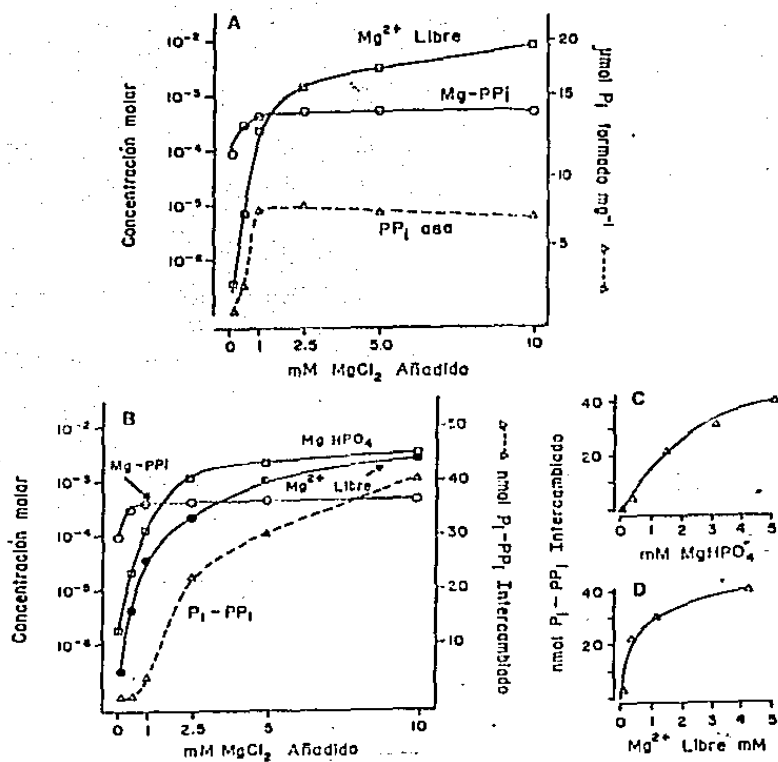 A
Mg²⁺ Libre
Mg-PPi
PPi asa
Concentración molar
10⁻²
10⁻³
10⁻⁴
10⁻⁵
10⁻⁶
20
15
10
5
µmol Pi formado mg⁻¹
0 1 2.5 5.0 10
mM MgCl₂ Añadido
B
Mg HPO₄
Mg-PPi
Mg²⁺ Libre
Pi-PPi
Concentración molar
10⁻²
10⁻³
10⁻⁴
10⁻⁵
10⁻⁶
50
40
30
20
10
nmol Pi-PPi Intercambiado
0 1 2.5 5 10
mM MgCl₂ Añadido
C
40
20
0 1 2 3 4 5
mM MgHPO₄
nmol Pi-PPi Intercambiado
D
40
20
0 1 2 3 4 5
Mg²⁺ Libre mM